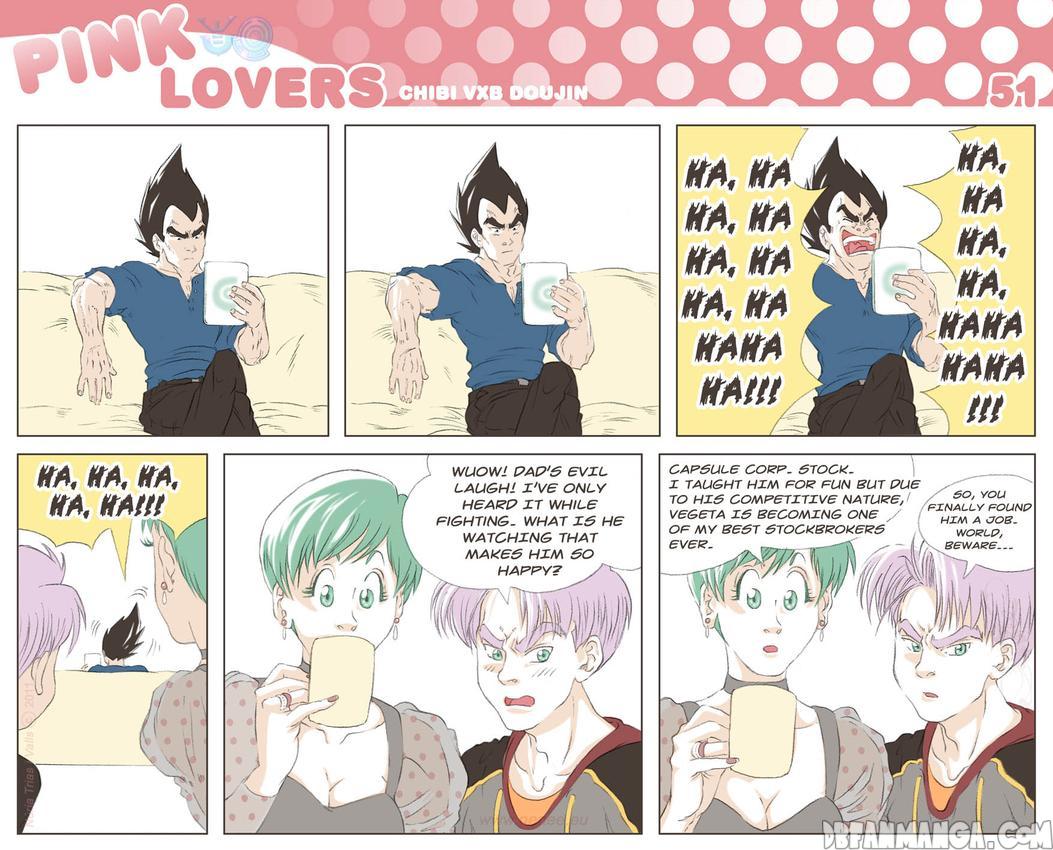 PINK
LOVERS
CHIBI VXB DOUJIN
51
HA, HA
HA, HA
HA, HA
HA, HA
HAHA
HA!!!
HA,
HA
HA,
HA,
HAHA
HAHA
!!!
HA, HA, HA,
HA, HA!!!
WUOW! DAD'S EVIL
LAUGH! I'VE ONLY
HEARD IT WHILE
FIGHTING. WHAT IS HE
WATCHING THAT
MAKES HIM SO
HAPPY?
CAPSULE CORP. STOCK.
I TAUGHT HIM FOR FUN BUT DUE
TO HIS COMPETITIVE NATURE,
VEGETA IS BECOMING ONE
OF MY BEST STOCKBROKERS
EVER.
SO, YOU
FINALLY FOUND
HIM A JOB.
WORLD,
BEWARE...
Valls © 2011
DBFANMANGA.COM